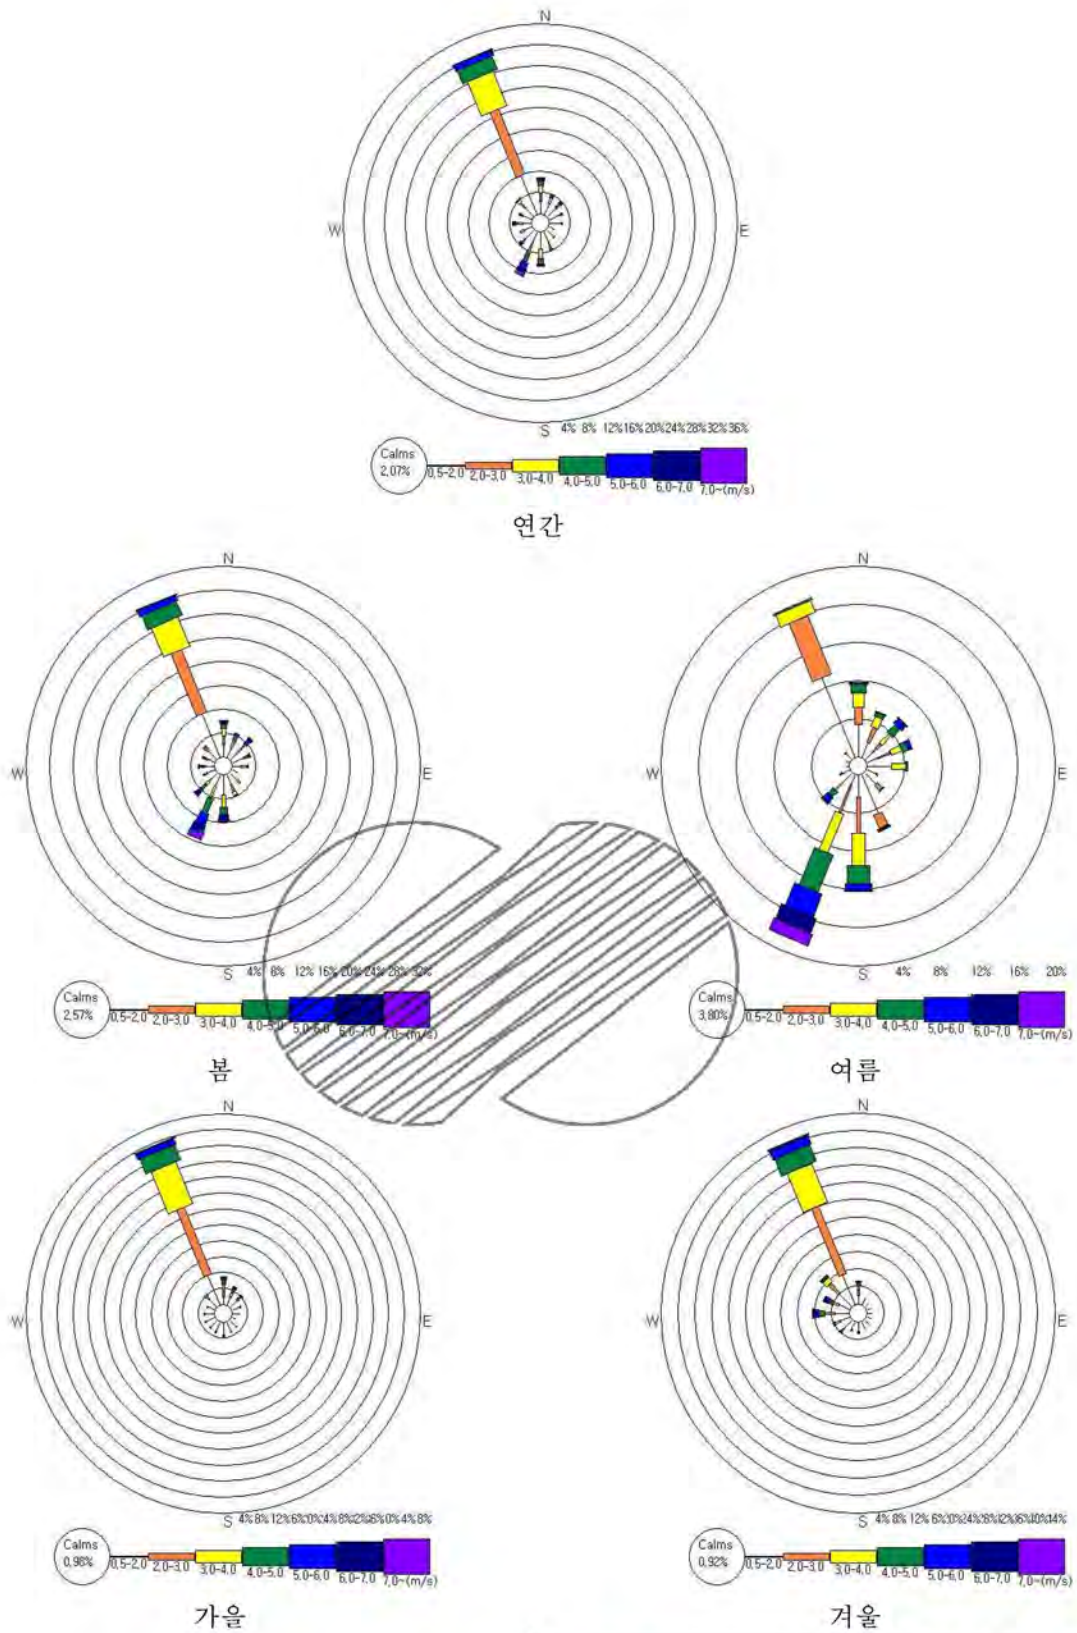 N
W E
S 4% 8% 12%16% 20%24%28%32%36%
Calms
2.07%
0.5-2.0 2.0-3.0 3.0-4.0 4.0-5.0 5.0-6.0 6.0-7.0 7.0~(m/s)
연간
N
W E
S 4% 8% 12% 16% 20% 24% 28% 32%
Calms
2.57%
0.5-2.0 2.0-3.0 3.0-4.0 4.0-5.0 5.0-6.0 6.0-7.0 7.0~(m/s)
봄
N
W E
S 4% 8% 12% 16% 20%
Calms
3.80%
0.5-2.0 2.0-3.0 3.0-4.0 4.0-5.0 5.0-6.0 6.0-7.0 7.0~(m/s)
여름
N
W E
S 4% 8% 12%
Calms
0.98%
0.5-2.0 2.0-3.0 3.0-4.0 4.0-5.0 5.0-6.0 6.0-7.0 7.0~(m/s)
가을
N
W E
S 4% 8% 12%
Calms
0.92%
0.5-2.0 2.0-3.0 3.0-4.0 4.0-5.0 5.0-6.0 6.0-7.0 7.0~(m/s)
겨울